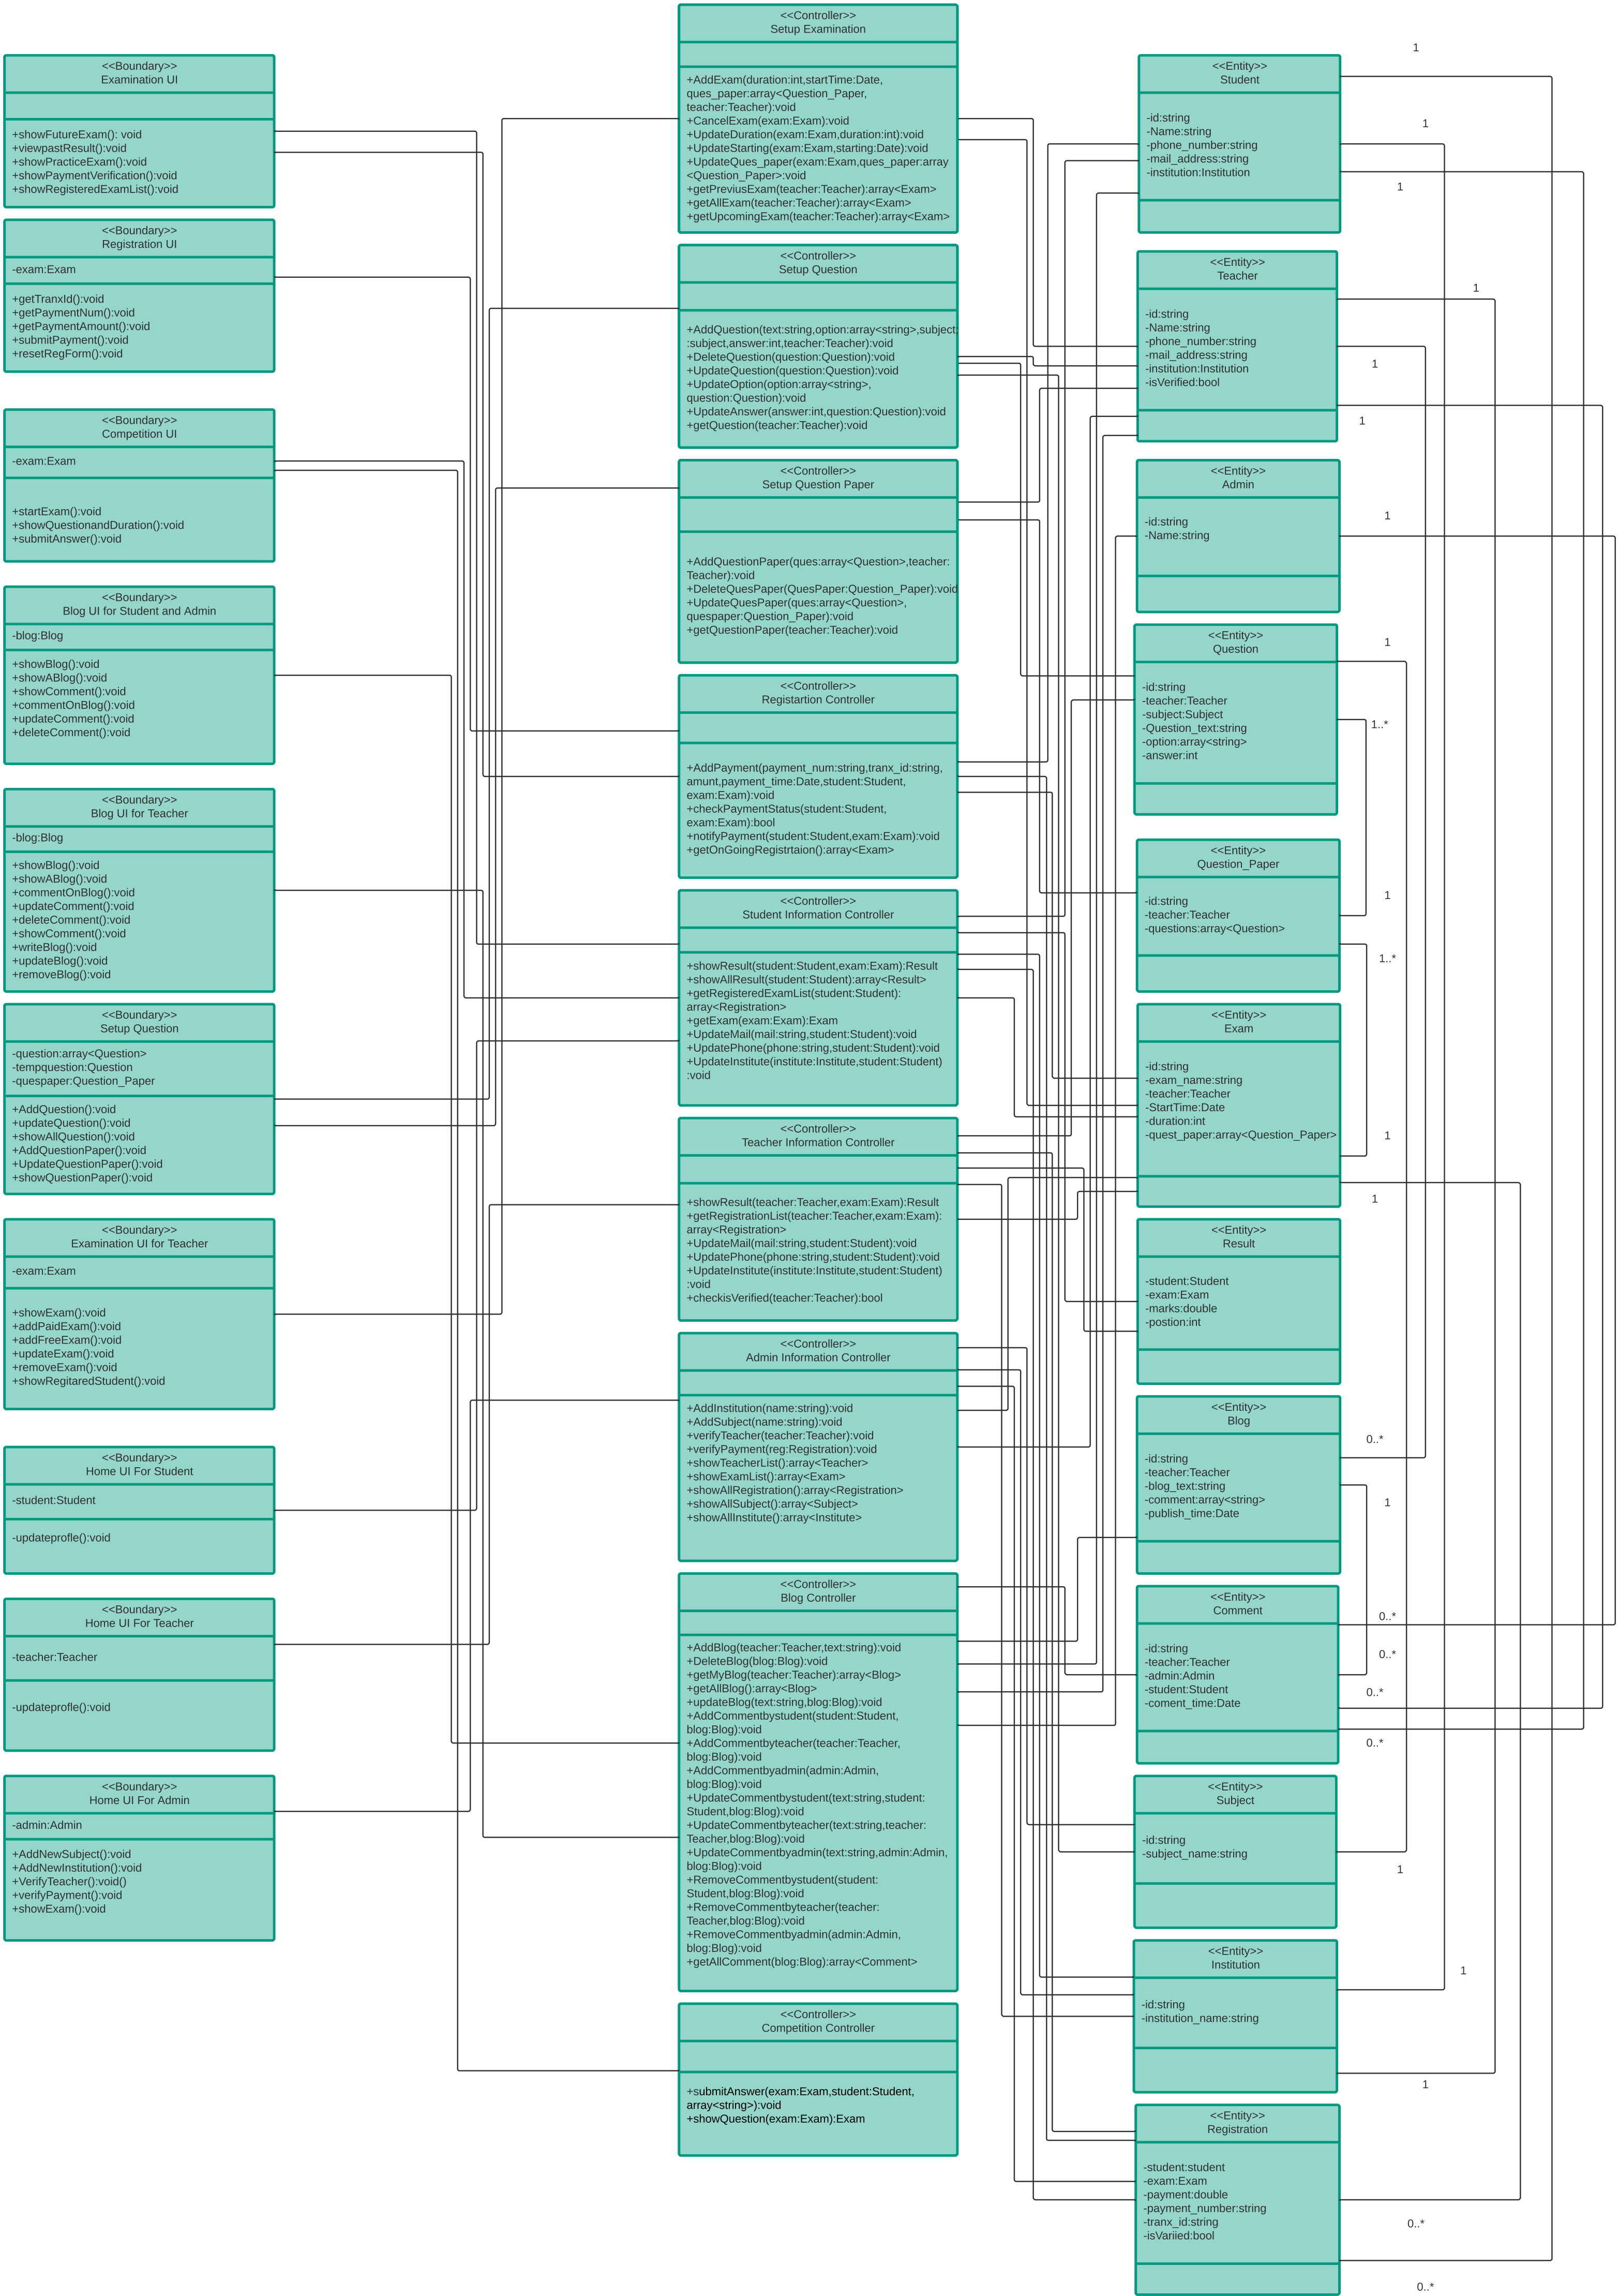 <<Boundary>>
Examination UI
+showFutureExam(): void
+viewpastResult():void
+showPracticeExam():void
+showPaymentVerification():void
+showRegisteredExamList():void
<<Boundary>>
Registration UI
-exam:Exam
+getTranxId():void
+getPaymentNum():void
+getPaymentAmount():void
+submitPayment():void
+resetRegForm():void
<<Boundary>>
Competition UI
-exam:Exam
+startExam():void
+showQuestionandDuration():void
+submitAnswer():void
<<Boundary>>
Blog UI for Student and Admin
-blog:Blog
+showBlog():void
+showABlog():void
+showComment():void
+commentOnBlog():void
+updateComment():void
+deleteComment():void
<<Boundary>>
Blog UI for Teacher
-blog:Blog
+showBlog():void
+showABlog():void
+commentOnBlog():void
+updateComment():void
+deleteComment():void
+showComment():void
+writeBlog():void
+updateBlog():void
+removeBlog():void
<<Boundary>>
Setup Question
-question:array<Question>
-tempquestion:Question
-quespaper:Question_Paper
+AddQuestion():void
+updateQuestion():void
+showAllQuestion():void
+AddQuestionPaper():void
+UpdateQuestionPaper():void
+showQuestionPaper():void
<<Boundary>>
Examination UI for Teacher
-exam:Exam
+showExam():void
+addPaidExam():void
+addFreeExam():void
+updateExam():void
+removeExam():void
+showRegitaredStudent():void
<<Boundary>>
Home UI For Student
-student:Student
-updateprofle():void
<<Boundary>>
Home UI For Teacher
-teacher:Teacher
-updateprofle():void
<<Boundary>>
Home UI For Admin
-admin:Admin
+AddNewSubject():void
+AddNewInstitution():void
+VerifyTeacher():void()
+verifyPayment():void
+showExam():void
<<Controller>>
Setup Examination
+AddExam(duration:int,startTime:Date,
ques_paper:array<Question_Paper,
teacher:Teacher):void
+CancelExam(exam:Exam):void
+UpdateDuration(exam:Exam,duration:int):void
+UpdateStarting(exam:Exam,starting:Date):void
+UpdateQues_paper(exam:Exam,ques_paper:array
<Question_Paper>:void
+getPreviusExam(teacher:Teacher):array<Exam>
+getAllExam(teacher:Teacher):array<Exam>
+getUpcomingExam(teacher:Teacher):array<Exam>
<<Controller>>
Setup Question
+AddQuestion(text:string,option:array<string>,subject:
:subject,answer:int,teacher:Teacher):void
+DeleteQuestion(question:Question):void
+UpdateQuestion(question:Question):void
+UpdateOption(option:array<string>,
question:Question):void
+UpdateAnswer(answer:int,question:Question):void
+getQuestion(teacher:Teacher):void
<<Controller>>
Setup Question Paper
+AddQuestionPaper(ques:array<Question>,teacher:
Teacher):void
+DeleteQuesPaper(QuesPaper:Question_Paper):void
+UpdateQuesPaper(ques:array<Question>,
quespaper:Question_Paper):void
+getQuestionPaper(teacher:Teacher):void
<<Controller>>
Registartion Controller
+AddPayment(payment_num:string,tranx_id:string,
amunt,payment_time:Date,student:Student,
exam:Exam):void
+checkPaymentStatus(student:Student,
exam:Exam):bool
+notifyPayment(student:Student,exam:Exam):void
+getOnGoingRegistrtaion():array<Exam>
<<Controller>>
Student Information Controller
+showResult(student:Student,exam:Exam):Result
+showAllResult(student:Student):array<Result>
+getRegisteredExamList(student:Student):
array<Registration>
+getExam(exam:Exam):Exam
+UpdateMail(mail:string,student:Student):void
+UpdatePhone(phone:string,student:Student):void
+UpdateInstitute(institute:Institute,student:Student)
:void
<<Controller>>
Teacher Information Controller
+showResult(teacher:Teacher,exam:Exam):Result
+getRegistrationList(teacher:Teacher,exam:Exam):
array<Registration>
+UpdateMail(mail:string,student:Student):void
+UpdatePhone(phone:string,student:Student):void
+UpdateInstitute(institute:Institute,student:Student)
:void
+checkisVerified(teacher:Teacher):bool
<<Controller>>
Admin Information Controller
+AddInstitution(name:string):void
+AddSubject(name:string):void
+verifyTeacher(teacher:Teacher):void
+verifyPayment(reg:Registration):void
+showTeacherList():array<Teacher>
+showExamList():array<Exam>
+showAllRegistration():array<Registration>
+showAllSubject():array<Subject>
+showAllInstitute():array<Institute>
<<Controller>>
Blog Controller
+AddBlog(teacher:Teacher,text:string):void
+DeleteBlog(blog:Blog):void
+getMyBlog(teacher:Teacher):array<Blog>
+getAllBlog():array<Blog>
+updateBlog(text:string,blog:Blog):void
+AddCommentbystudent(student:Student,
blog:Blog):void
+AddCommentbyteacher(teacher:Teacher,
blog:Blog):void
+AddCommentbyadmin(admin:Admin,
blog:Blog):void
+UpdateCommentbystudent(text:string,student:
Student,blog:Blog):void
+UpdateCommentbyteacher(text:string,teacher:
Teacher,blog:Blog):void
+UpdateCommentbyadmin(text:string,admin:Admin,
blog:Blog):void
+RemoveCommentbystudent(student:
Student,blog:Blog):void
+RemoveCommentbyteacher(teacher:
Teacher,blog:Blog):void
+RemoveCommentbyadmin(admin:Admin,
blog:Blog):void
+getAllComment(blog:Blog):array<Comment>
<<Controller>>
Competition Controller
+submitAnswer(exam:Exam,student:Student,
array<string>):void
+showQuestion(exam:Exam):Exam
<<Entity>>
Student
-id:string
-Name:string
-phone_number:string
-mail_address:string
-institution:Institution
<<Entity>>
Teacher
-id:string
-Name:string
-phone_number:string
-mail_address:string
-institution:Institution
-isVerified:bool
<<Entity>>
Admin
-id:string
-Name:string
<<Entity>>
Question
-id:string
-teacher:Teacher
-subject:Subject
-Question_text:string
-option:array<string>
-answer:int
<<Entity>>
Question_Paper
-id:string
-teacher:Teacher
-questions:array<Question>
<<Entity>>
Exam
-id:string
-exam_name:string
-teacher:Teacher
-StartTime:Date
-duration:int
-quest_paper:array<Question_Paper>
<<Entity>>
Result
-student:Student
-exam:Exam
-marks:double
-postion:int
<<Entity>>
Blog
-id:string
-teacher:Teacher
-blog_text:string
-comment:array<string>
-publish_time:Date
<<Entity>>
Comment
-id:string
-teacher:Teacher
-admin:Admin
-student:Student
-coment_time:Date
<<Entity>>
Subject
-id:string
-subject_name:string
<<Entity>>
Institution
-id:string
-institution_name:string
<<Entity>>
Registration
-student:student
-exam:Exam
-payment:double
-payment_number:string
-tranx_id:string
-isVariied:bool
1
1
1
1
1
1
1
1
1..*
1
1..*
1
1
0..*
1
0..*
0..*
0..*
0..*
1
1
1
0..*
0..*